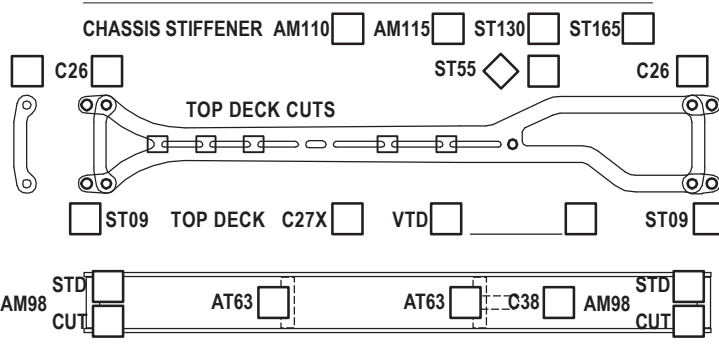 CHASSIS STIFFENER AM110 AM115 ST130 ST165
C26 ST55 C26
TOP DECK CUTS
ST09 TOP DECK C27X VTD ST09
STD STD
AM98 AT63 AT63 C38 AM98
CUT CUT